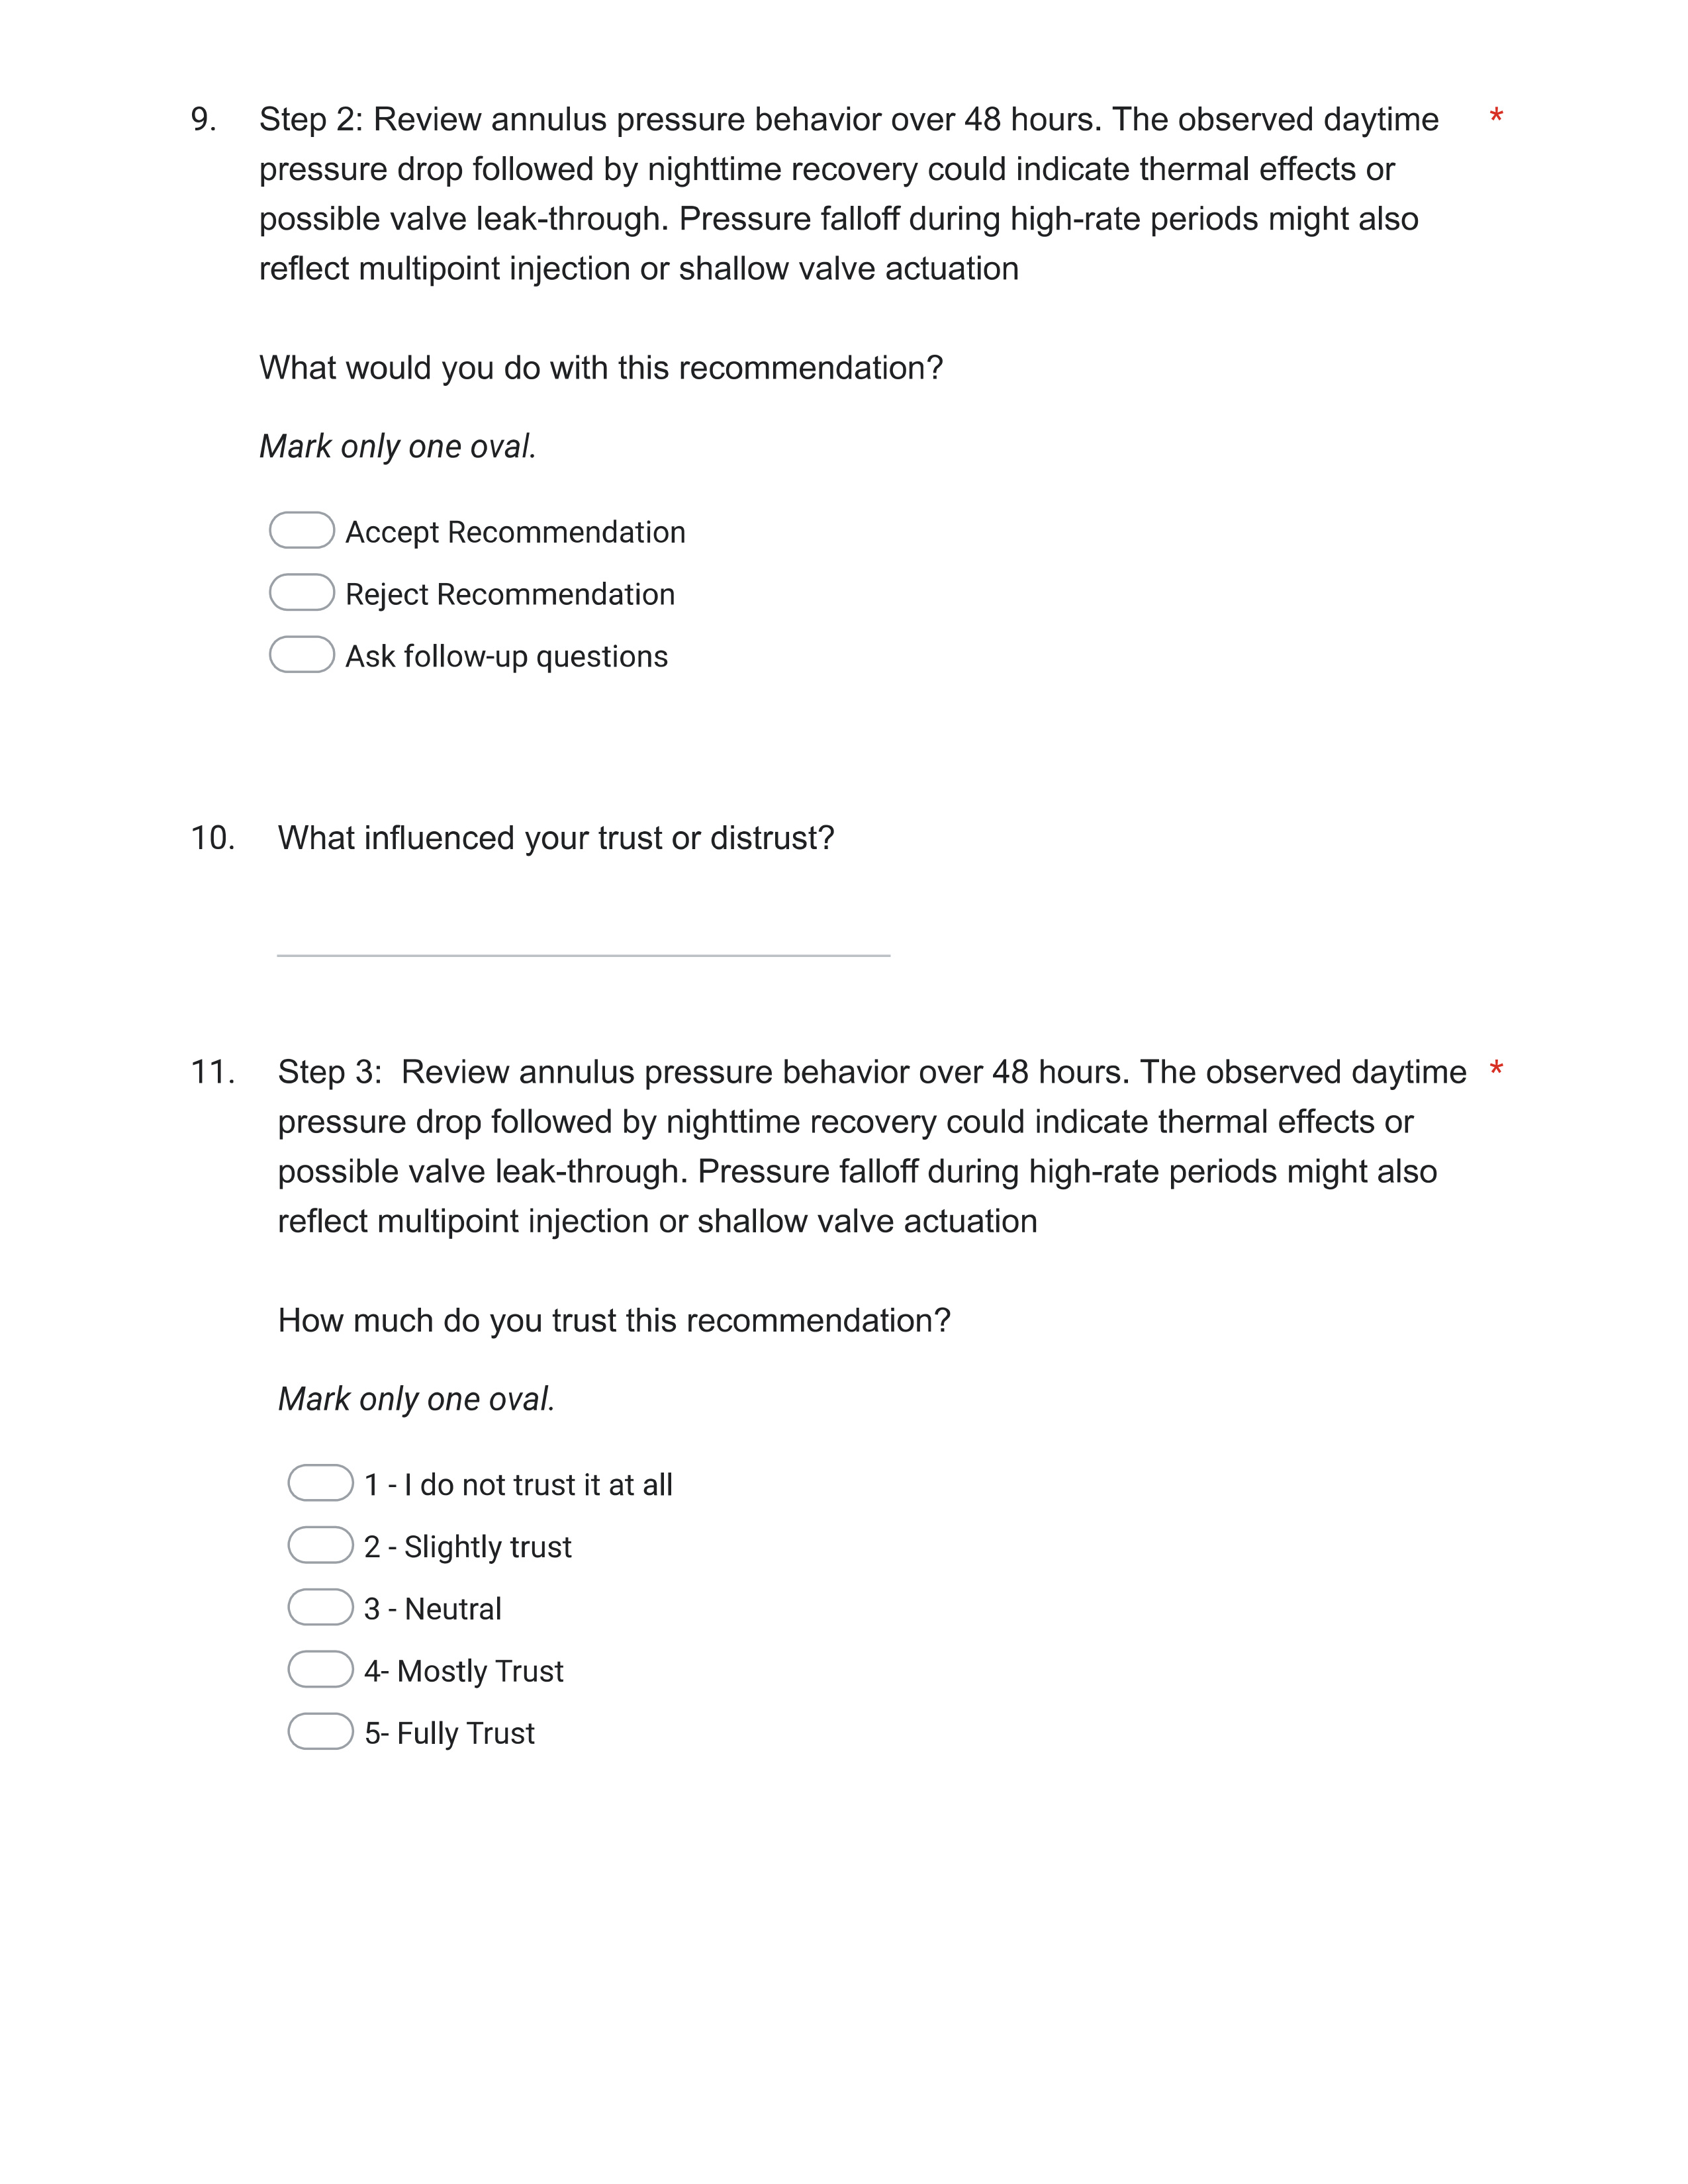 9. Step 2: Review annulus pressure behavior over 48 hours. The observed daytime *
pressure drop followed by nighttime recovery could indicate thermal effects or
possible valve leak-through. Pressure falloff during high-rate periods might also
reflect multipoint injection or shallow valve actuation
What would you do with this recommendation?
Mark only one oval.
Accept Recommendation
Reject Recommendation
Ask follow-up questions
10. What influenced your trust or distrust?
11. Step 3:  Review annulus pressure behavior over 48 hours. The observed daytime *
pressure drop followed by nighttime recovery could indicate thermal effects or
possible valve leak-through. Pressure falloff during high-rate periods might also
reflect multipoint injection or shallow valve actuation
How much do you trust this recommendation?
Mark only one oval.
1 - I do not trust it at all
2 - Slightly trust
3 - Neutral
4- Mostly Trust
5- Fully Trust